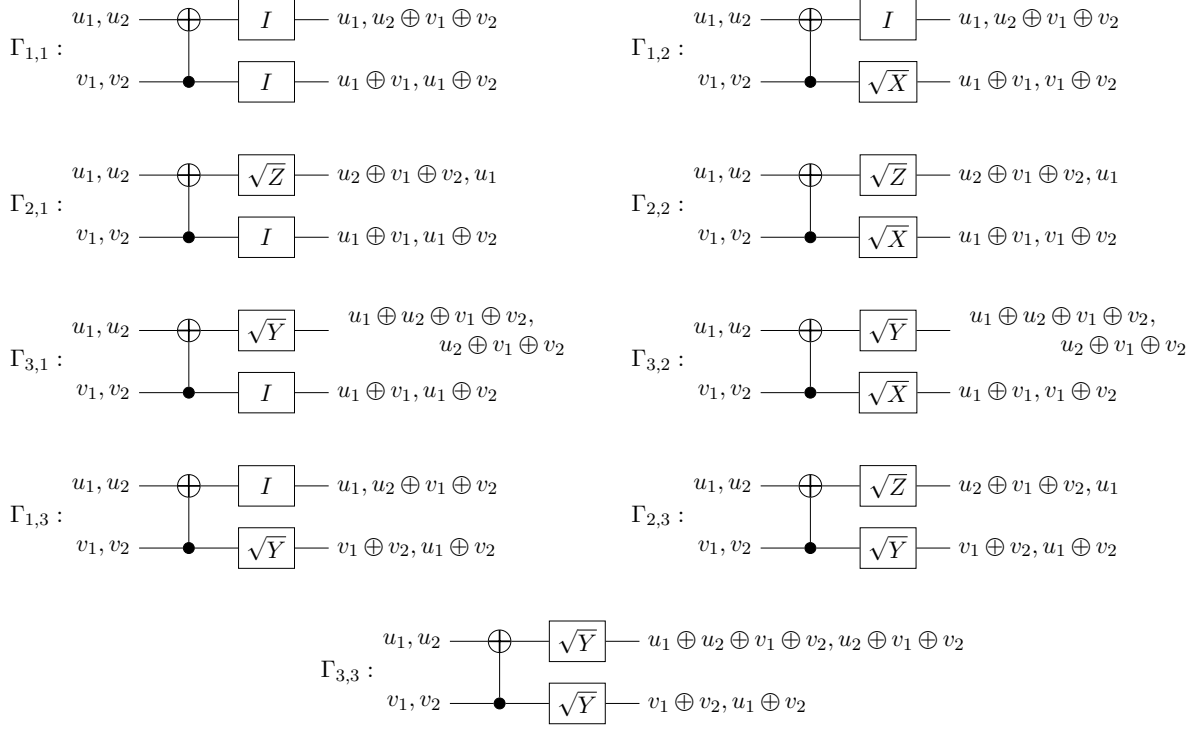 u₁, u₂ I u₁, u₂ ⊕ v₁ ⊕ v₂
Γ₁,₁ :
v₁, v₂ I u₁ ⊕ v₁, u₁ ⊕ v₂
u₁, u₂ I u₁, u₂ ⊕ v₁ ⊕ v₂
Γ₁,₂ :
v₁, v₂ √X u₁ ⊕ v₁, v₁ ⊕ v₂
u₁, u₂ √Z u₂ ⊕ v₁ ⊕ v₂, u₁
Γ₂,₁ :
v₁, v₂ I u₁ ⊕ v₁, u₁ ⊕ v₂
u₁, u₂ √Z u₂ ⊕ v₁ ⊕ v₂, u₁
Γ₂,₂ :
v₁, v₂ √X u₁ ⊕ v₁, v₁ ⊕ v₂
u₁, u₂ √Y u₁ ⊕ u₂ ⊕ v₁ ⊕ v₂,
u₂ ⊕ v₁ ⊕ v₂
Γ₃,₁ :
v₁, v₂ I u₁ ⊕ v₁, u₁ ⊕ v₂
u₁, u₂ √Y u₁ ⊕ u₂ ⊕ v₁ ⊕ v₂,
u₂ ⊕ v₁ ⊕ v₂
Γ₃,₂ :
v₁, v₂ √X u₁ ⊕ v₁, v₁ ⊕ v₂
u₁, u₂ I u₁, u₂ ⊕ v₁ ⊕ v₂
Γ₁,₃ :
v₁, v₂ √Y v₁ ⊕ v₂, u₁ ⊕ v₂
u₁, u₂ √Z u₂ ⊕ v₁ ⊕ v₂, u₁
Γ₂,₃ :
v₁, v₂ √Y v₁ ⊕ v₂, u₁ ⊕ v₂
u₁, u₂ √Y u₁ ⊕ u₂ ⊕ v₁ ⊕ v₂, u₂ ⊕ v₁ ⊕ v₂
Γ₃,₃ :
v₁, v₂ √Y v₁ ⊕ v₂, u₁ ⊕ v₂